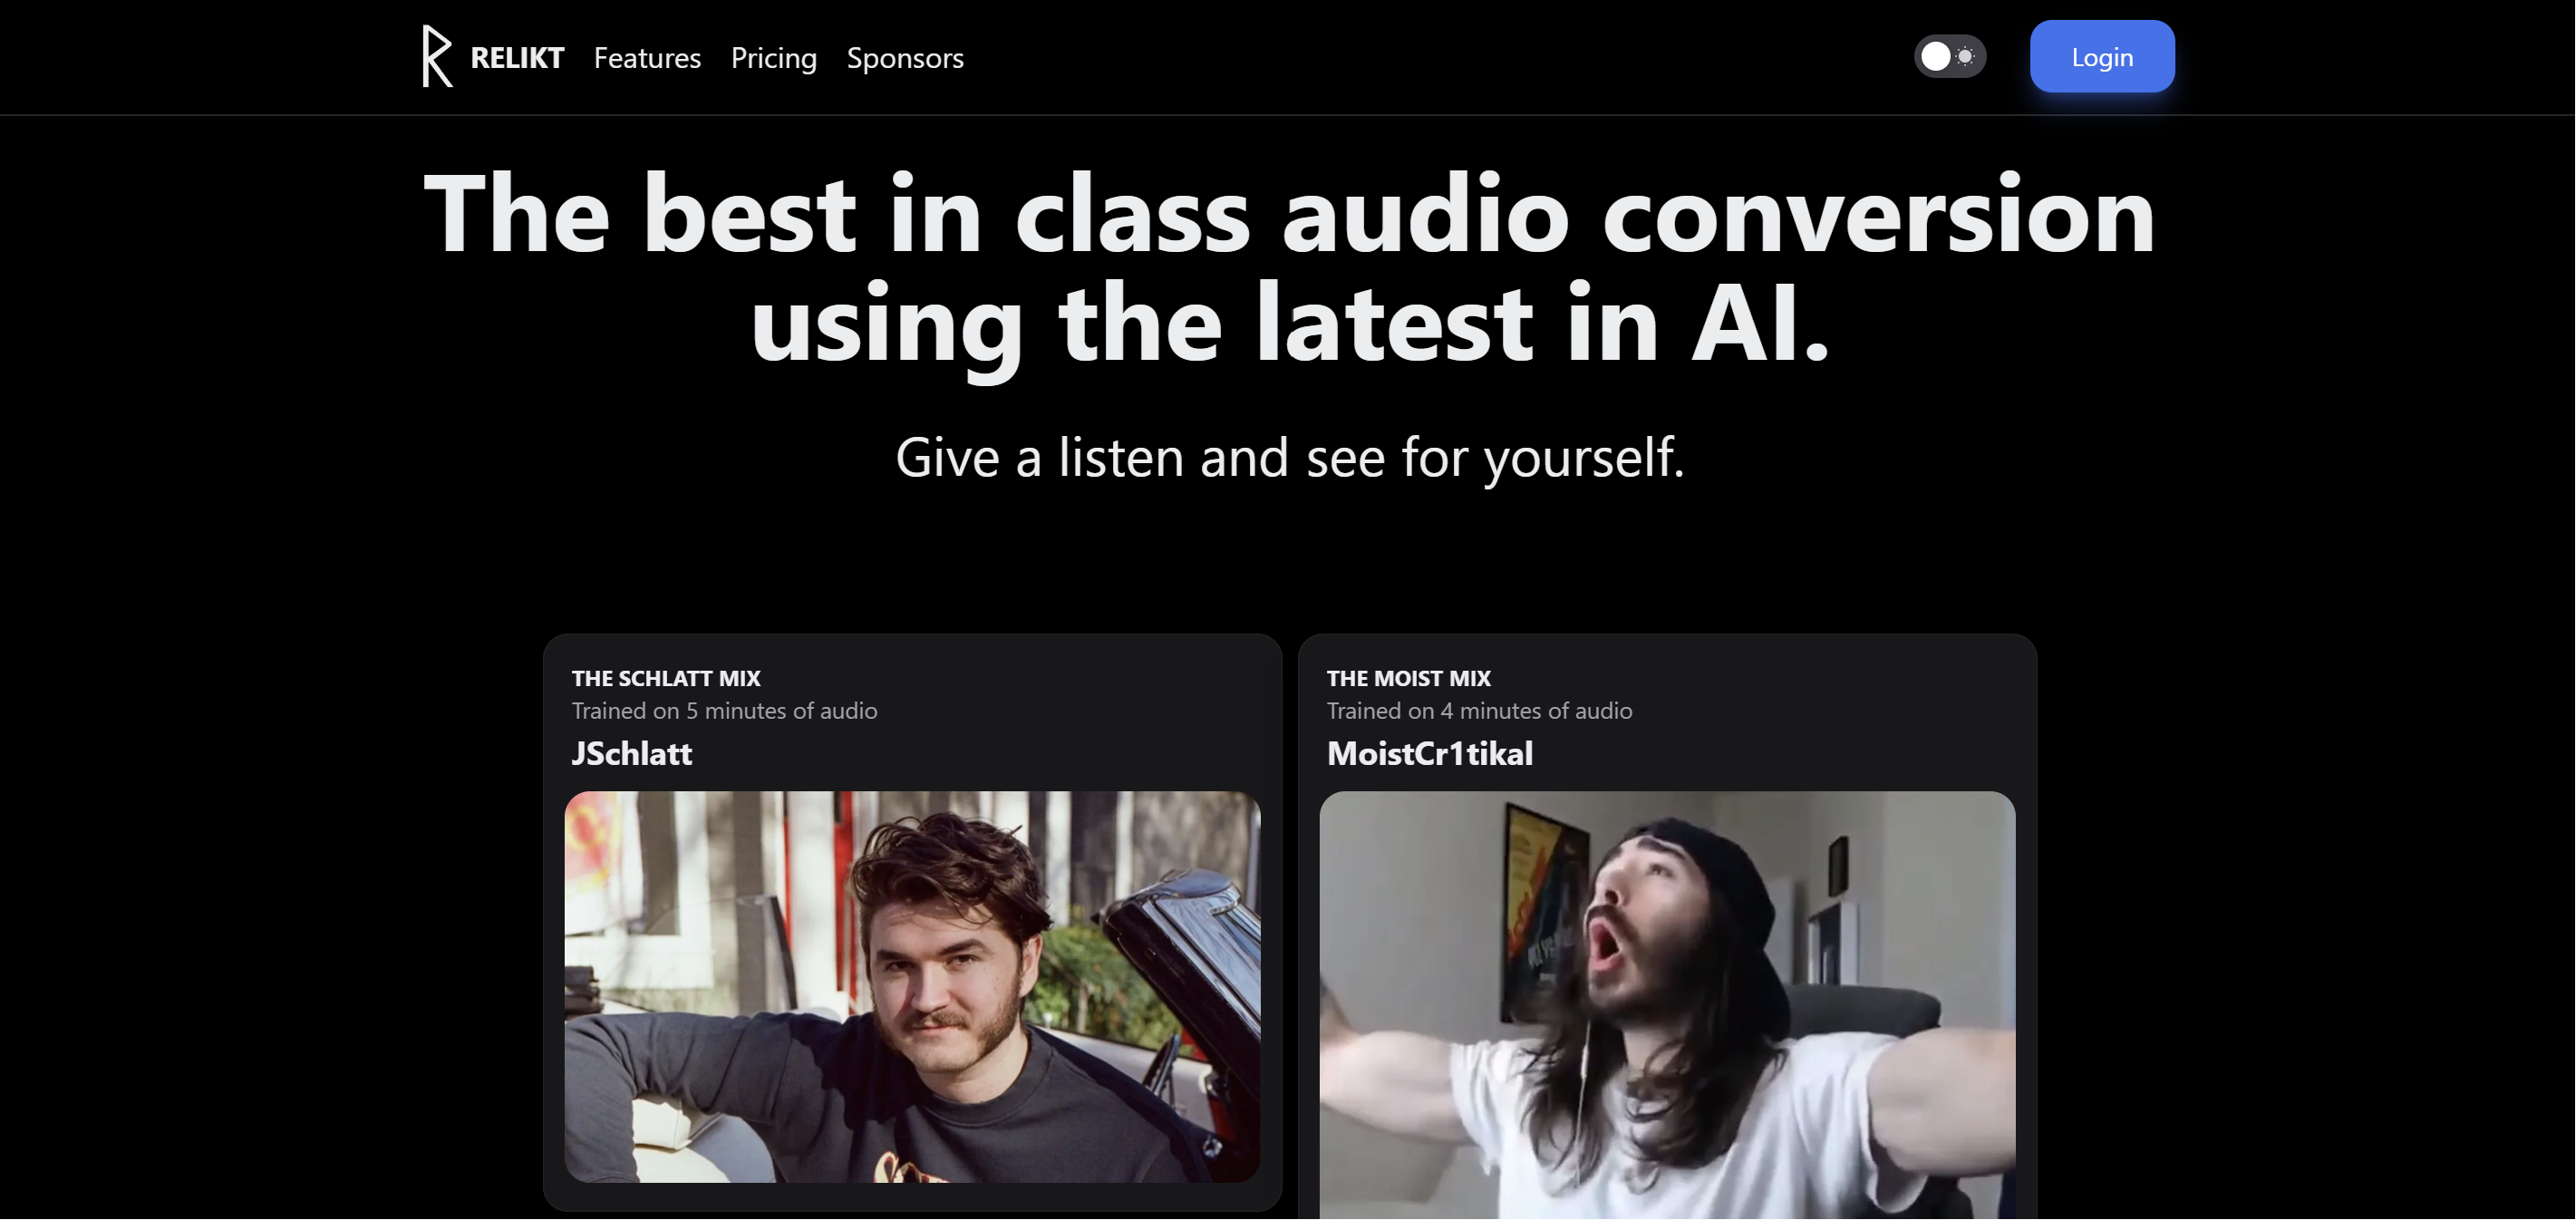 RELIKT Features Pricing Sponsors Login
The best in class audio conversion
using the latest in AI.
Give a listen and see for yourself.
THE SCHLATT MIX
Trained on 5 minutes of audio
JSchlatt
THE MOIST MIX
Trained on 4 minutes of audio
MoistCr1tikal